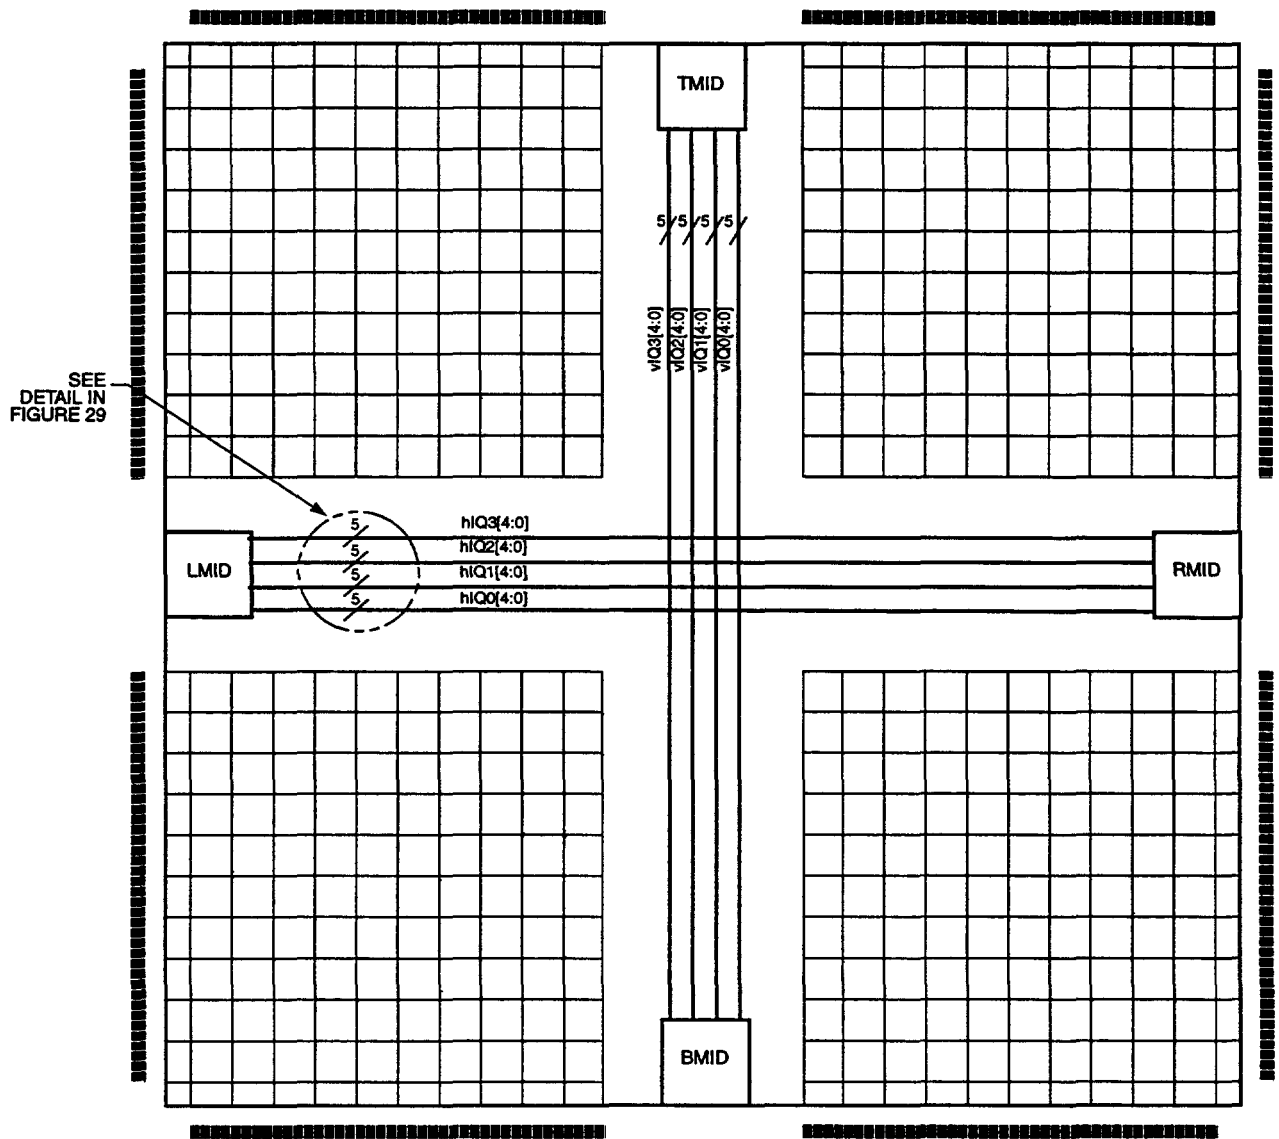 TMID
5 5 5 5
vIQ3[4:0]
vIQ2[4:0]
vIQ1[4:0]
vIQ0[4:0]
SEE
DETAIL IN
FIGURE 29
5
hIQ3[4:0]
5
hIQ2[4:0]
LMID
RMID
5
hIQ1[4:0]
5
hIQ0[4:0]
BMID